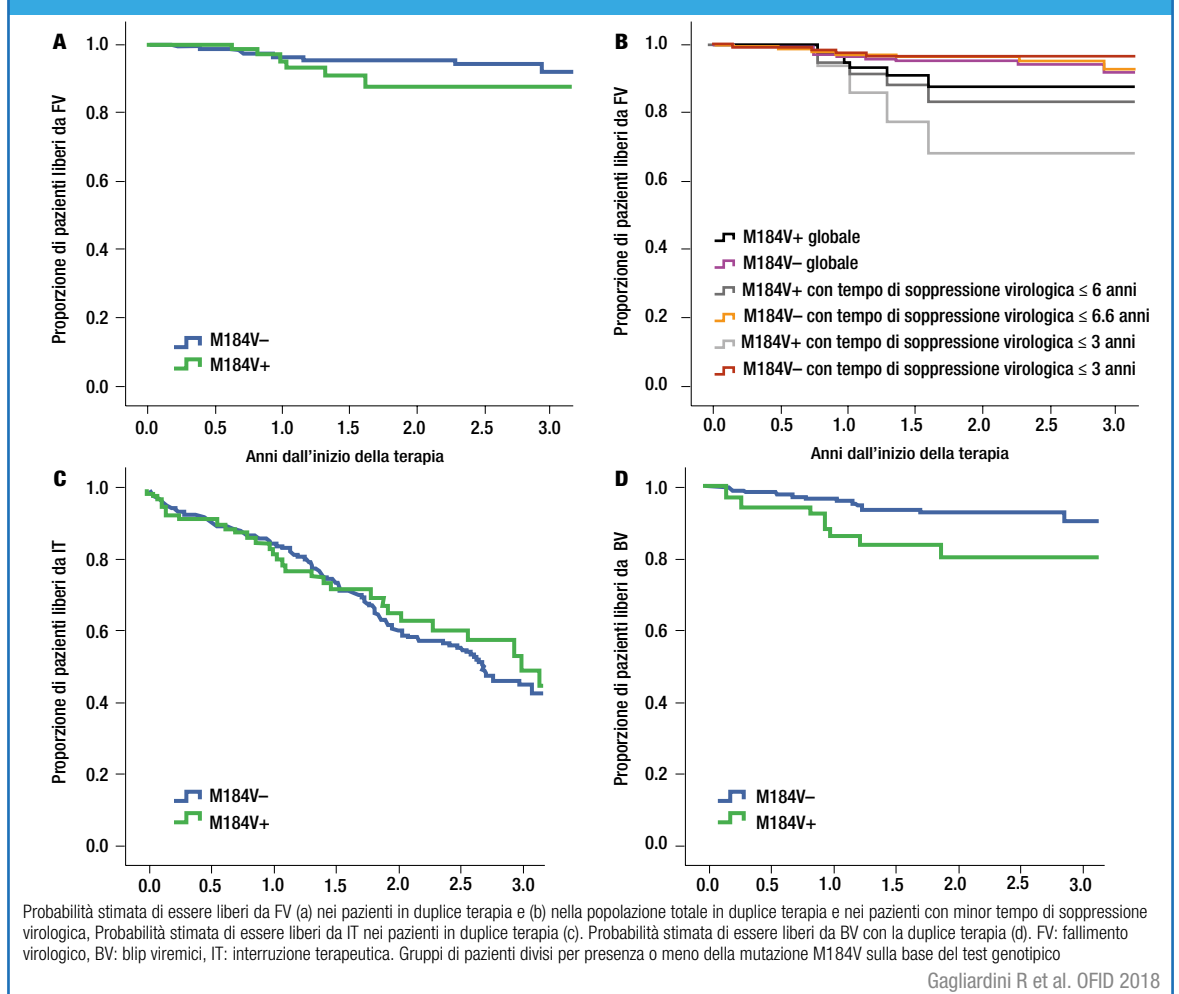 A
Proporzione di pazienti liberi da FV
1.0
0.8
0.6
0.4
0.2
0.0
M184V–
M184V+
0.0 0.5 1.0 1.5 2.0 2.5 3.0
Anni dall'inizio della terapia
B
Proporzione di pazienti liberi da FV
1.0
0.8
0.6
0.4
0.2
0.0
M184V+ globale
M184V– globale
M184V+ con tempo di soppressione virologica ≤ 6 anni
M184V– con tempo di soppressione virologica ≤ 6.6 anni
M184V+ con tempo di soppressione virologica ≤ 3 anni
M184V– con tempo di soppressione virologica ≤ 3 anni
0.0 0.5 1.0 1.5 2.0 2.5 3.0
Anni dall'inizio della terapia
C
Proporzione di pazienti liberi da IT
1.0
0.8
0.6
0.4
0.2
0.0
M184V–
M184V+
0.0 0.5 1.0 1.5 2.0 2.5 3.0
D
Proporzione di pazienti liberi da BV
1.0
0.8
0.6
0.4
0.2
0.0
M184V–
M184V+
0.0 0.5 1.0 1.5 2.0 2.5 3.0
Probabilità stimata di essere liberi da FV (a) nei pazienti in duplice terapia e (b) nella popolazione totale in duplice terapia e nei pazienti con minor tempo di soppressione
virologica, Probabilità stimata di essere liberi da IT nei pazienti in duplice terapia (c). Probabilità stimata di essere liberi da BV con la duplice terapia (d). FV: fallimento
virologico, BV: blip viremici, IT: interruzione terapeutica. Gruppi di pazienti divisi per presenza o meno della mutazione M184V sulla base del test genotipico
Gagliardini R et al. OFID 2018